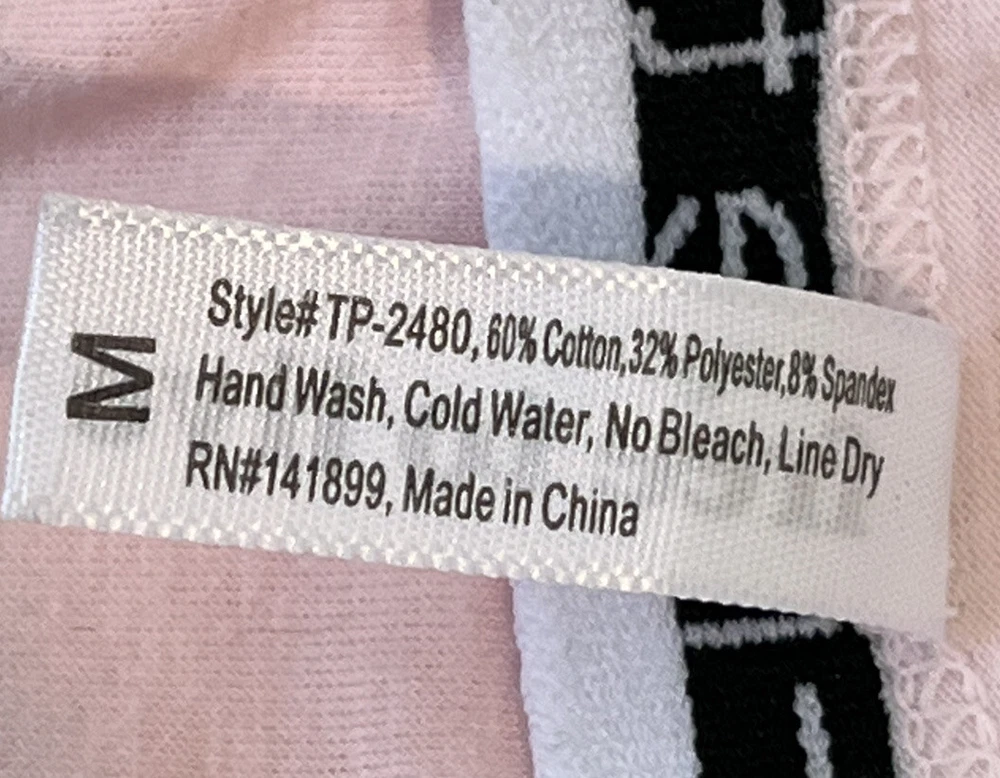 M
Style# TP-2480, 60% Cotton,32% Polyester,8% Spandex
Hand Wash, Cold Water, No Bleach, Line Dry
RN#141899, Made in China